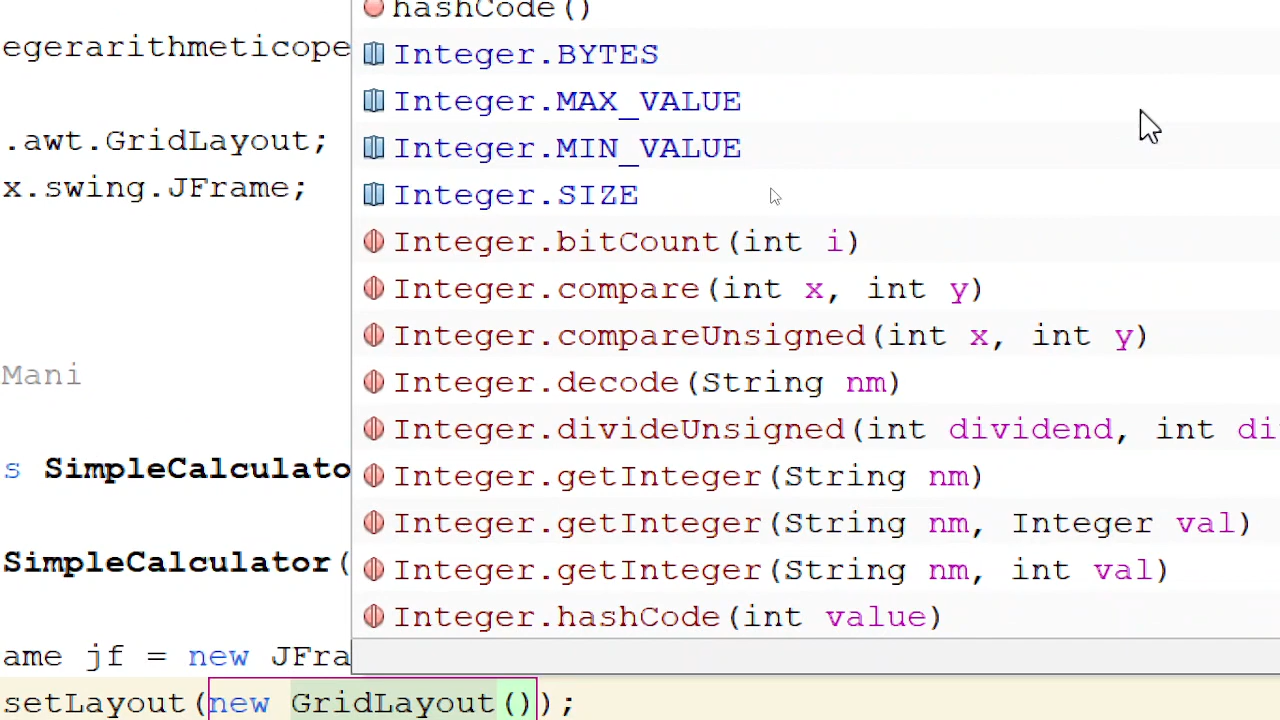 hashCode()
egerarithmeticope
Integer.BYTES
Integer.MAX_VALUE
.awt.GridLayout;
Integer.MIN_VALUE
x.swing.JFrame;
Integer.SIZE
Integer.bitCount(int i)
Integer.compare(int x, int y)
Integer.compareUnsigned(int x, int y)
Mani
Integer.decode(String nm)
Integer.divideUnsigned(int dividend, int di
s SimpleCalculato
Integer.getInteger(String nm)
Integer.getInteger(String nm, Integer val)
SimpleCalculator(
Integer.getInteger(String nm, int val)
Integer.hashCode(int value)
ame jf = new JFra
setLayout(new GridLayout());